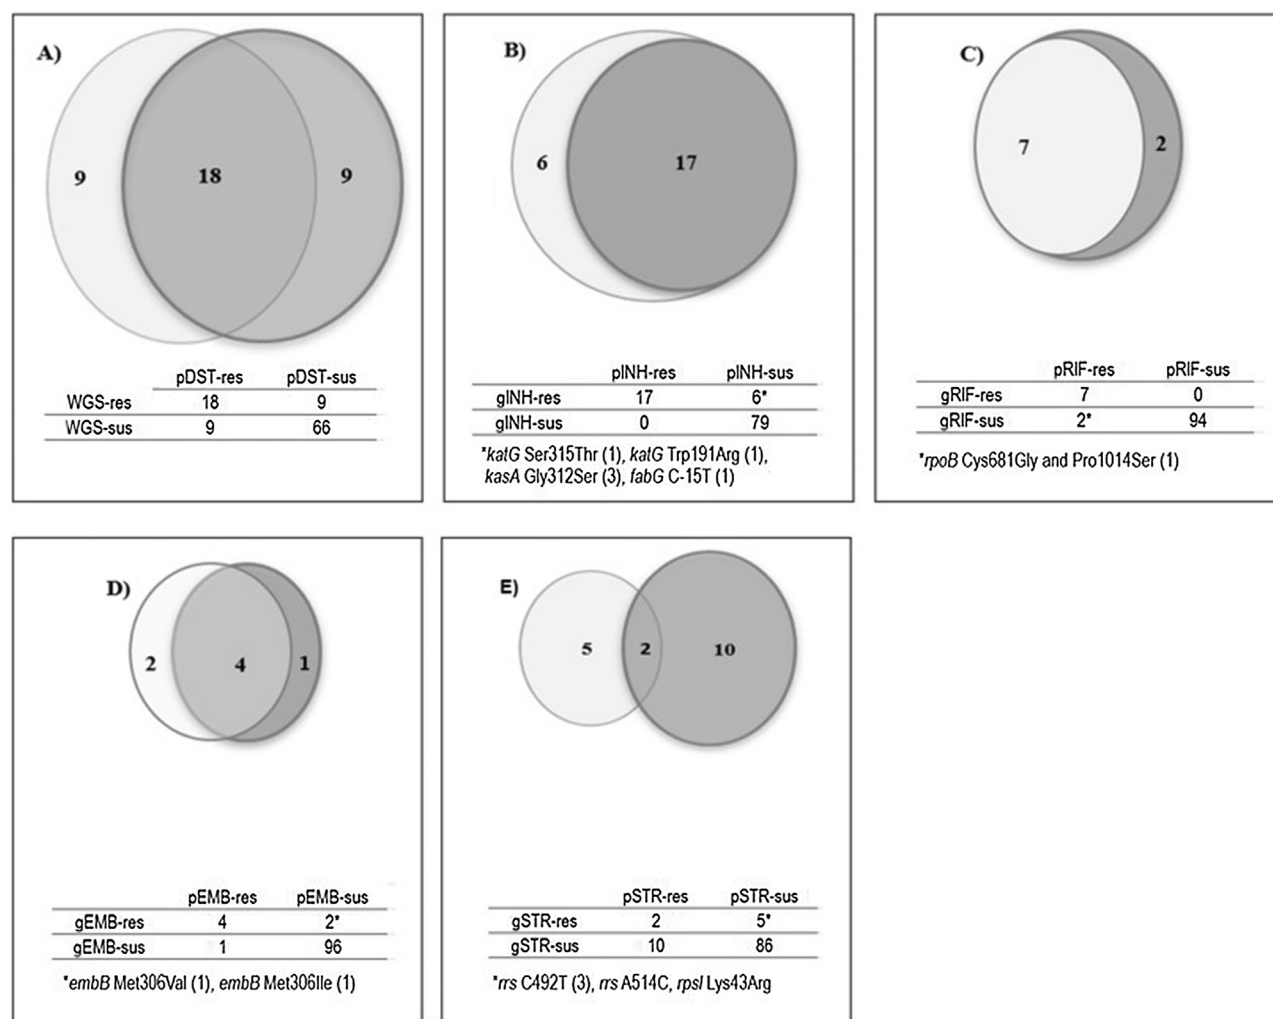 A)
9 18 9
pDST-res pDST-sus
WGS-res 18 9
WGS-sus 9 66
B)
6 17
pINH-res pINH-sus
gINH-res 17 6*
gINH-sus 0 79
*katG Ser315Thr (1), katG Trp191Arg (1),
kasA Gly312Ser (3), fabG C-15T (1)
C)
7 2
pRIF-res pRIF-sus
gRIF-res 7 0
gRIF-sus 2* 94
*rpoB Cys681Gly and Pro1014Ser (1)
D)
2 4 1
pEMB-res pEMB-sus
gEMB-res 4 2*
gEMB-sus 1 96
*embB Met306Val (1), embB Met306Ile (1)
E)
5 2 10
pSTR-res pSTR-sus
gSTR-res 2 5*
gSTR-sus 10 86
*rrs C492T (3), rrs A514C, rpsl Lys43Arg